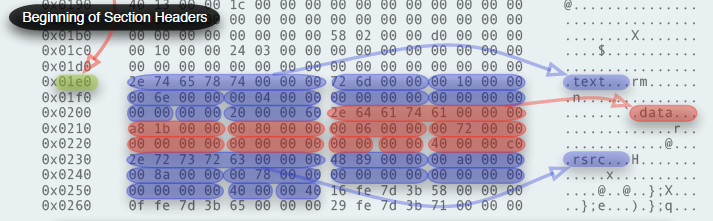 0x0190 40 13 00 00 1c 00 00 00 00 00 00 00 00 00 00 00 @...............
Beginning of Section Headers
00 00 00 00 00 00 00 00 00 00 00 00 ................
0x01b0 00 00 00 00 00 00 00 00 58 02 00 00 d0 00 00 00 ........X.......
0x01c0 00 10 00 00 24 03 00 00 00 00 00 00 00 00 00 00 ....$...........
0x01d0 00 00 00 00 00 00 00 00 00 00 00 00 00 00 00 00 ................
0x01e0 2e 74 65 78 74 00 00 00 72 6d 00 00 00 10 00 00 .text...rm......
0x01f0 00 6e 00 00 00 04 00 00 00 00 00 00 00 00 00 00 .n..............
0x0200 00 00 00 00 20 00 00 60 2e 64 61 74 61 00 00 00 .data...
0x0210 a8 1b 00 00 00 80 00 00 00 06 00 00 00 72 00 00 .............r..
0x0220 00 00 00 00 00 00 00 00 00 00 00 00 40 00 00 c0 ............@...
0x0230 2e 72 73 72 63 00 00 00 48 89 00 00 00 a0 00 00 .rsrc...H.......
0x0240 00 8a 00 00 00 78 00 00 00 00 00 00 00 00 00 00 .....x..........
0x0250 00 00 00 00 40 00 00 40 16 fe 7d 3b 58 00 00 00 ....@..@..};X...
0x0260 0f fe 7d 3b 65 00 00 00 29 fe 7d 3b 71 00 00 00 ..};e...).};q...